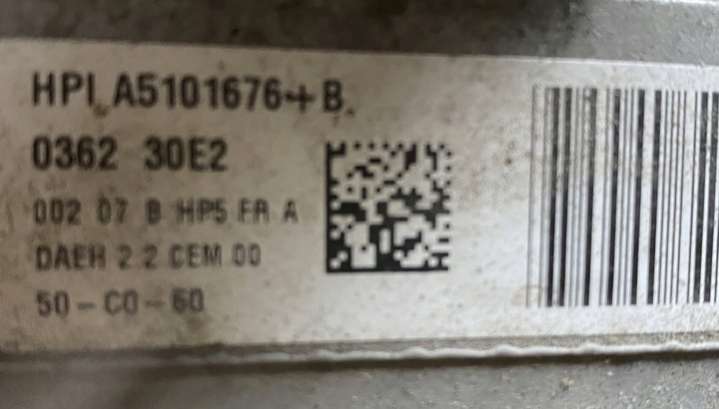 HPI A5101676+B
0362 30E2
002 07 B HP5 FR A
DAEH 2.2 CEM 00
50-C0-60